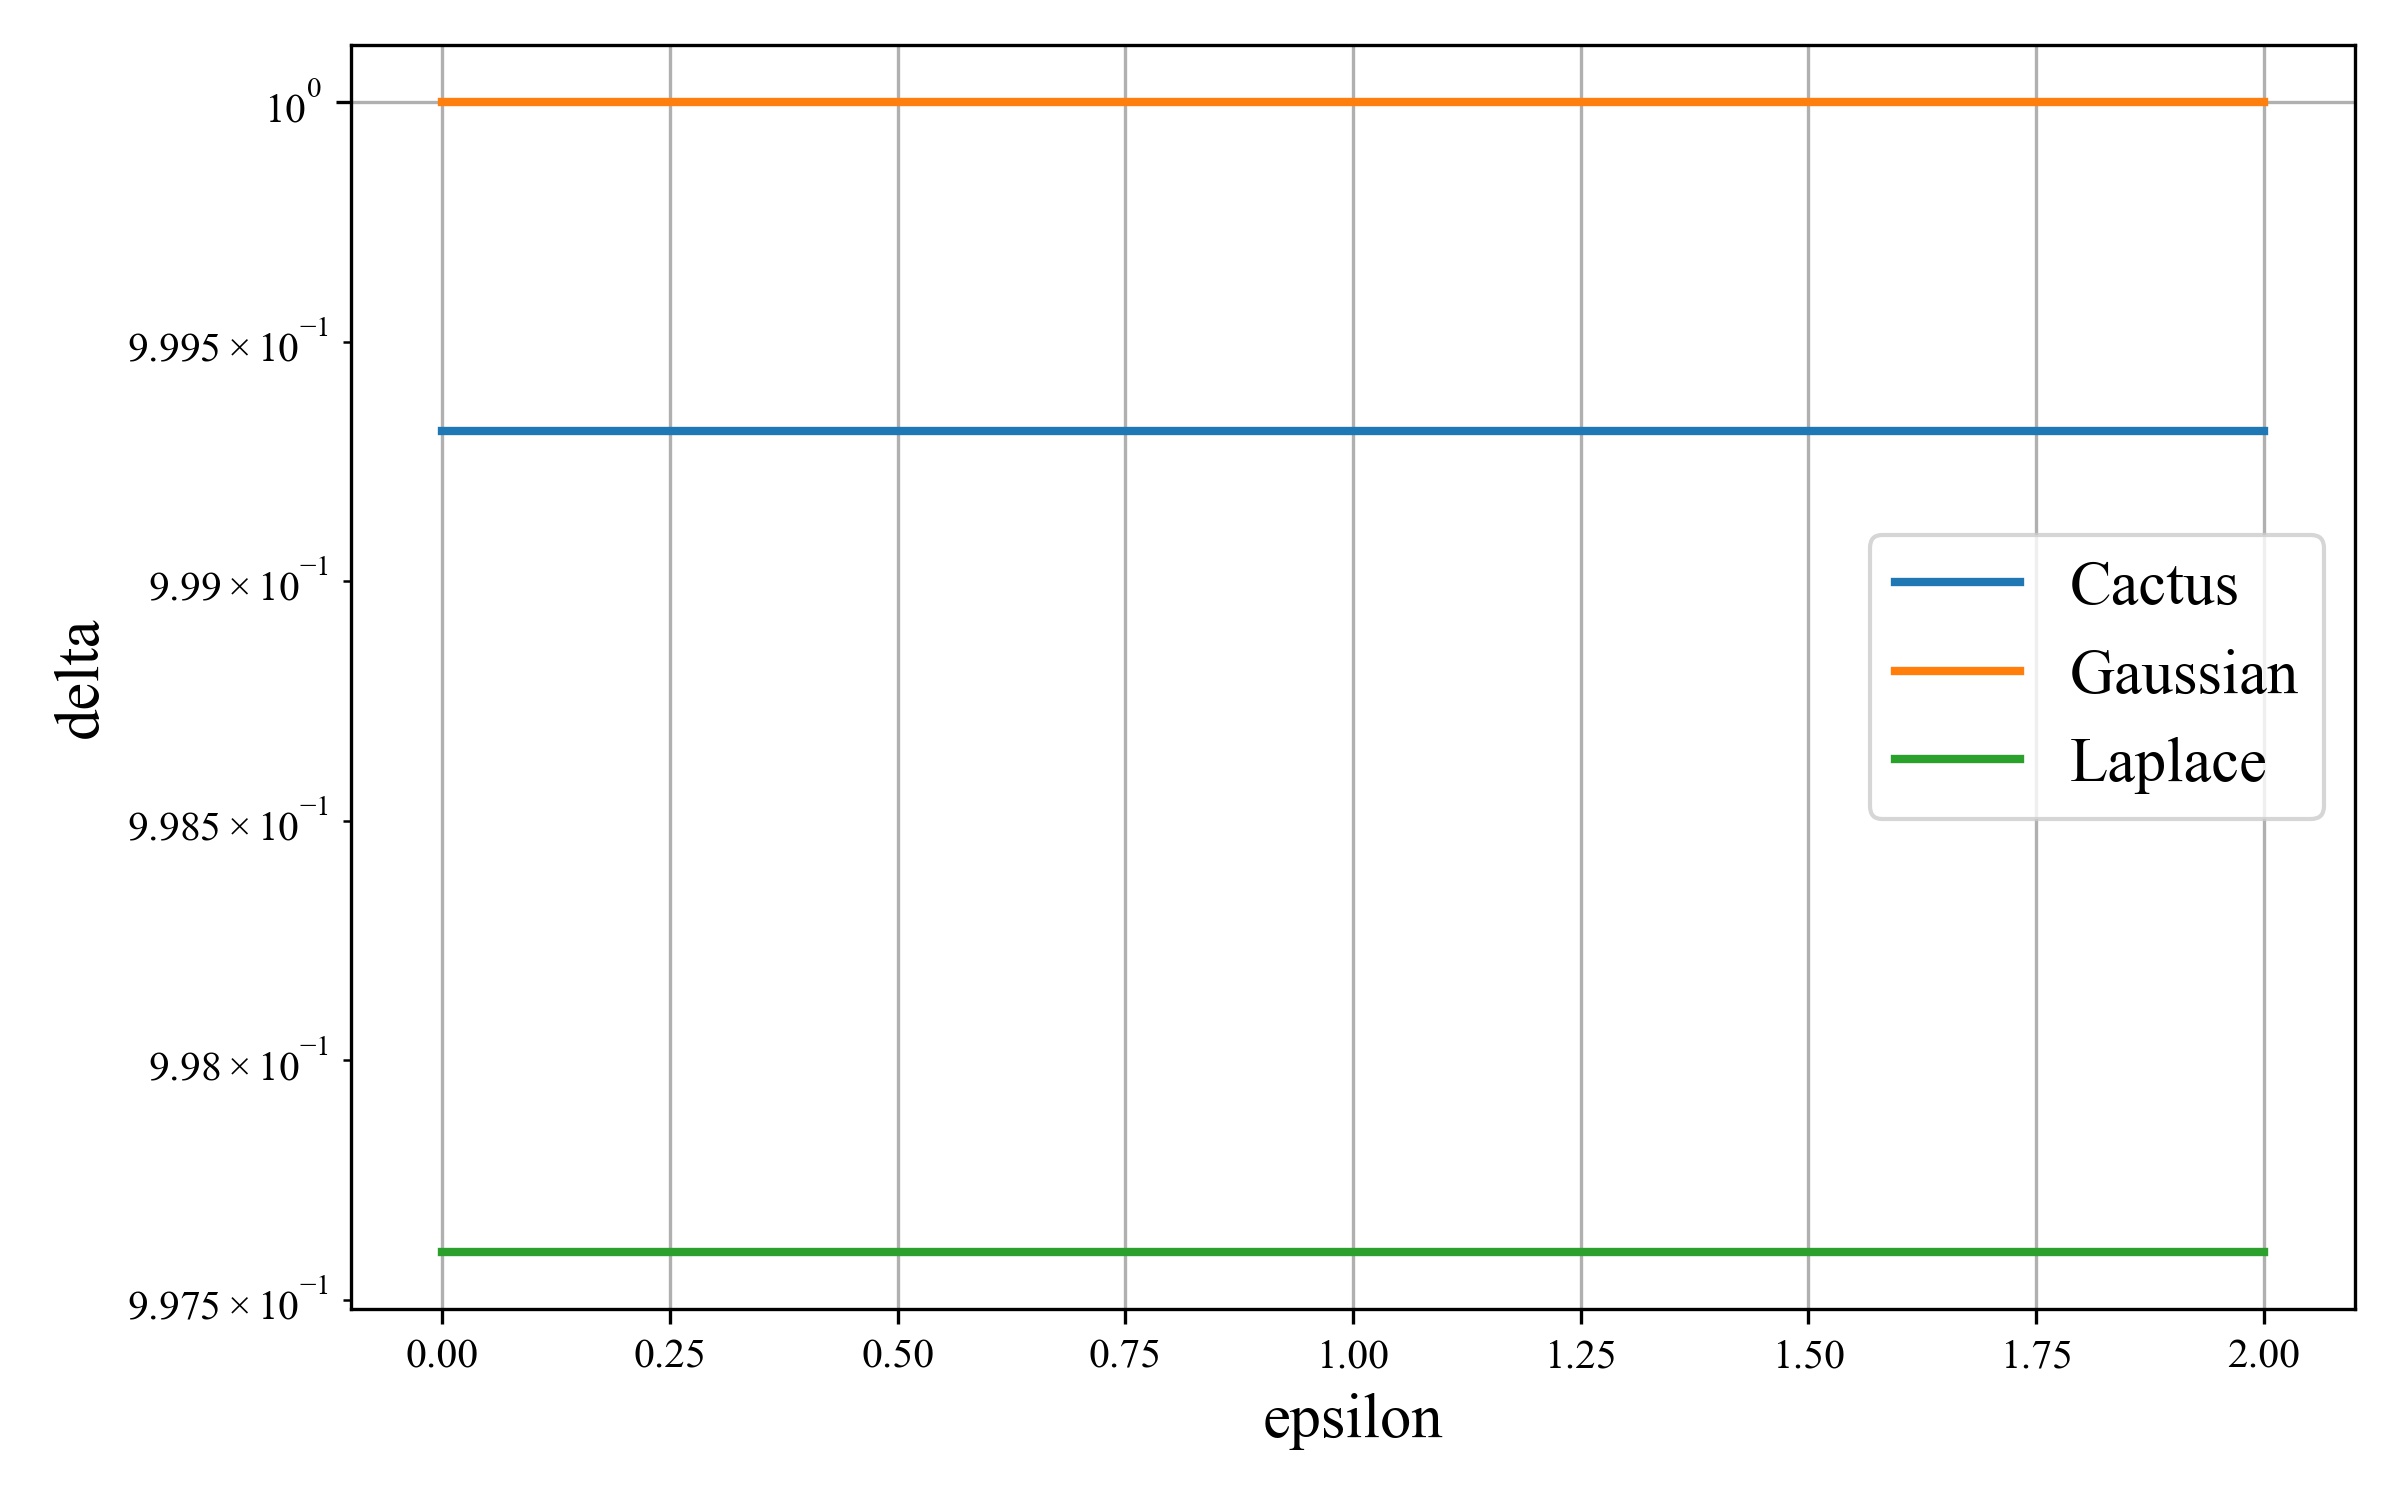 10⁰
9.995 × 10⁻¹
9.99 × 10⁻¹
9.985 × 10⁻¹
9.98 × 10⁻¹
9.975 × 10⁻¹
delta
Cactus
Gaussian
Laplace
0.00 0.25 0.50 0.75 1.00 1.25 1.50 1.75 2.00
epsilon